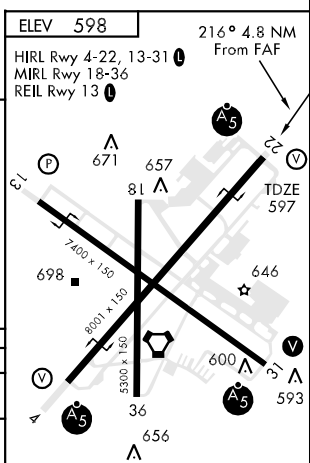 ELEV 598
216° 4.8 NM
From FAF
HIRL Rwy 4-22, 13-31 L
MIRL Rwy 18-36
REIL Rwy 13 L
A5
22
V
P
671
657
TDZE
597
13
18
7400 x 150
698
646
8001 x 150
5300 x 150
V
600
V
31
593
4
A5
36
A5
656